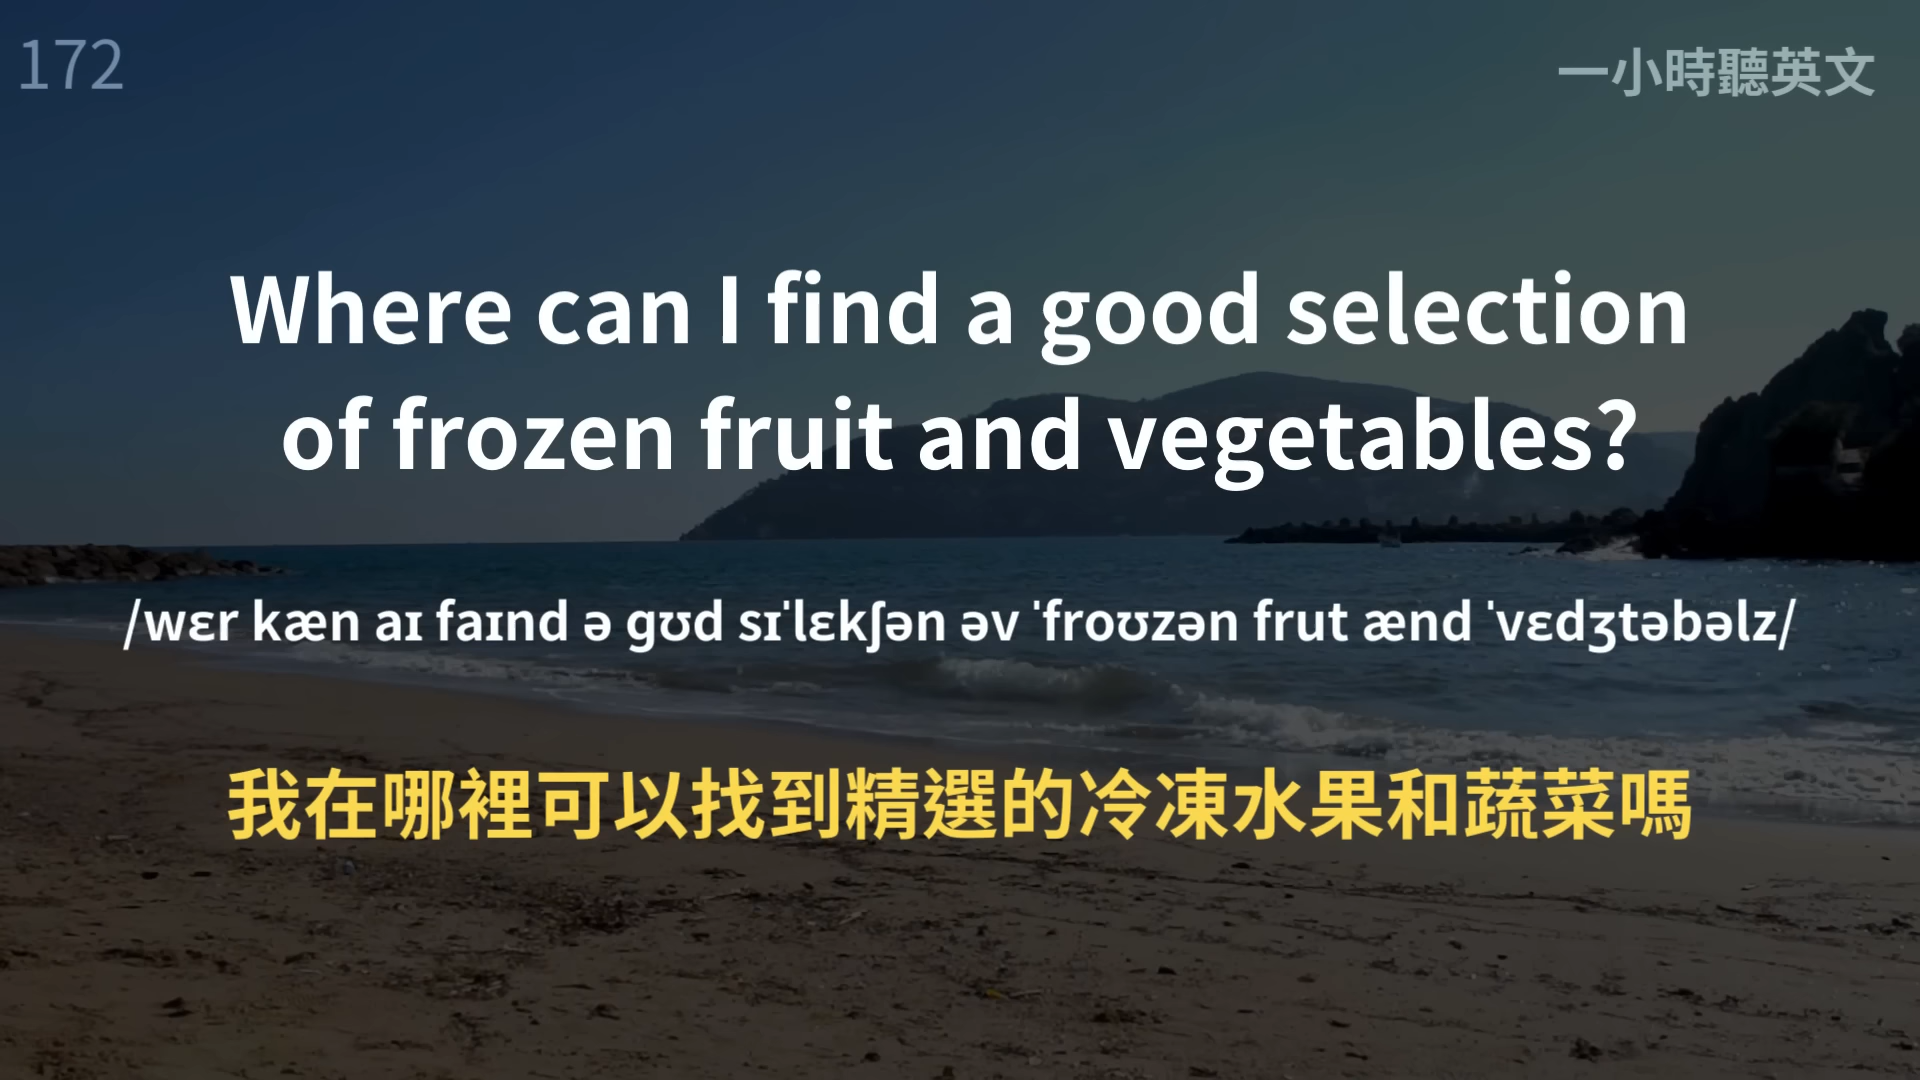 172
一小時聽英文
Where can I find a good selection
of frozen fruit and vegetables?
/wɛr kæn aɪ faɪnd ə ɡʊd sɪˈlɛkʃən əv ˈfroʊzən frut ænd ˈvɛdʒtəbəlz/
我在哪裡可以找到精選的冷凍水果和蔬菜嗎